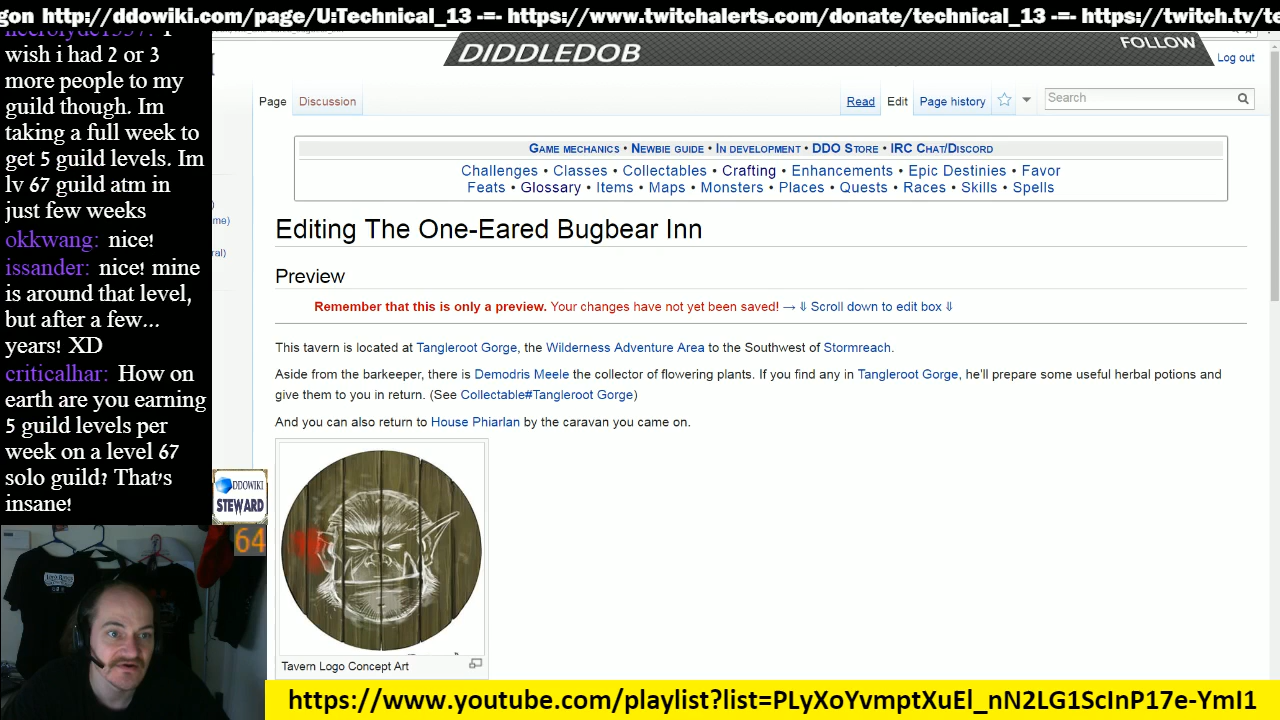 gon http://ddowiki.com/page/U:Technical_13 -=- https://www.twitchalerts.com/donate/technical_13 -=- https://twitch.tv/te
wish i had 2 or 3
more people to my
guild though. Im
taking a full week to
get 5 guild levels. Im
lv 67 guild atm in
just few weeks
okkwang: nice!
issander: nice! mine
is around that level,
but after a few...
years! XD
criticalhar: How on
earth are you earning
5 guild levels per
week on a level 67
solo guild? That's
insane!
DIDDLEDOB
FOLLOW
Log out
Page Discussion
Read Edit Page history Search
me)
ral)
GAME MECHANICS • NEWBIE GUIDE • IN DEVELOPMENT • DDO STORE • IRC CHAT/DISCORD
Challenges • Classes • Collectables • Crafting • Enhancements • Epic Destinies • Favor
Feats • Glossary • Items • Maps • Monsters • Places • Quests • Races • Skills • Spells
Editing The One-Eared Bugbear Inn
Preview
Remember that this is only a preview. Your changes have not yet been saved! → ⇓ Scroll down to edit box ⇓
This tavern is located at Tangleroot Gorge, the Wilderness Adventure Area to the Southwest of Stormreach.
Aside from the barkeeper, there is Demodris Meele the collector of flowering plants. If you find any in Tangleroot Gorge, he'll prepare some useful herbal potions and
give them to you in return. (See Collectable#Tangleroot Gorge)
And you can also return to House Phiarlan by the caravan you came on.
Tavern Logo Concept Art
DDOWIKI
STEWARD
64
https://www.youtube.com/playlist?list=PLyXoYvmptXuEl_nN2LG1ScInP17e-YmI1